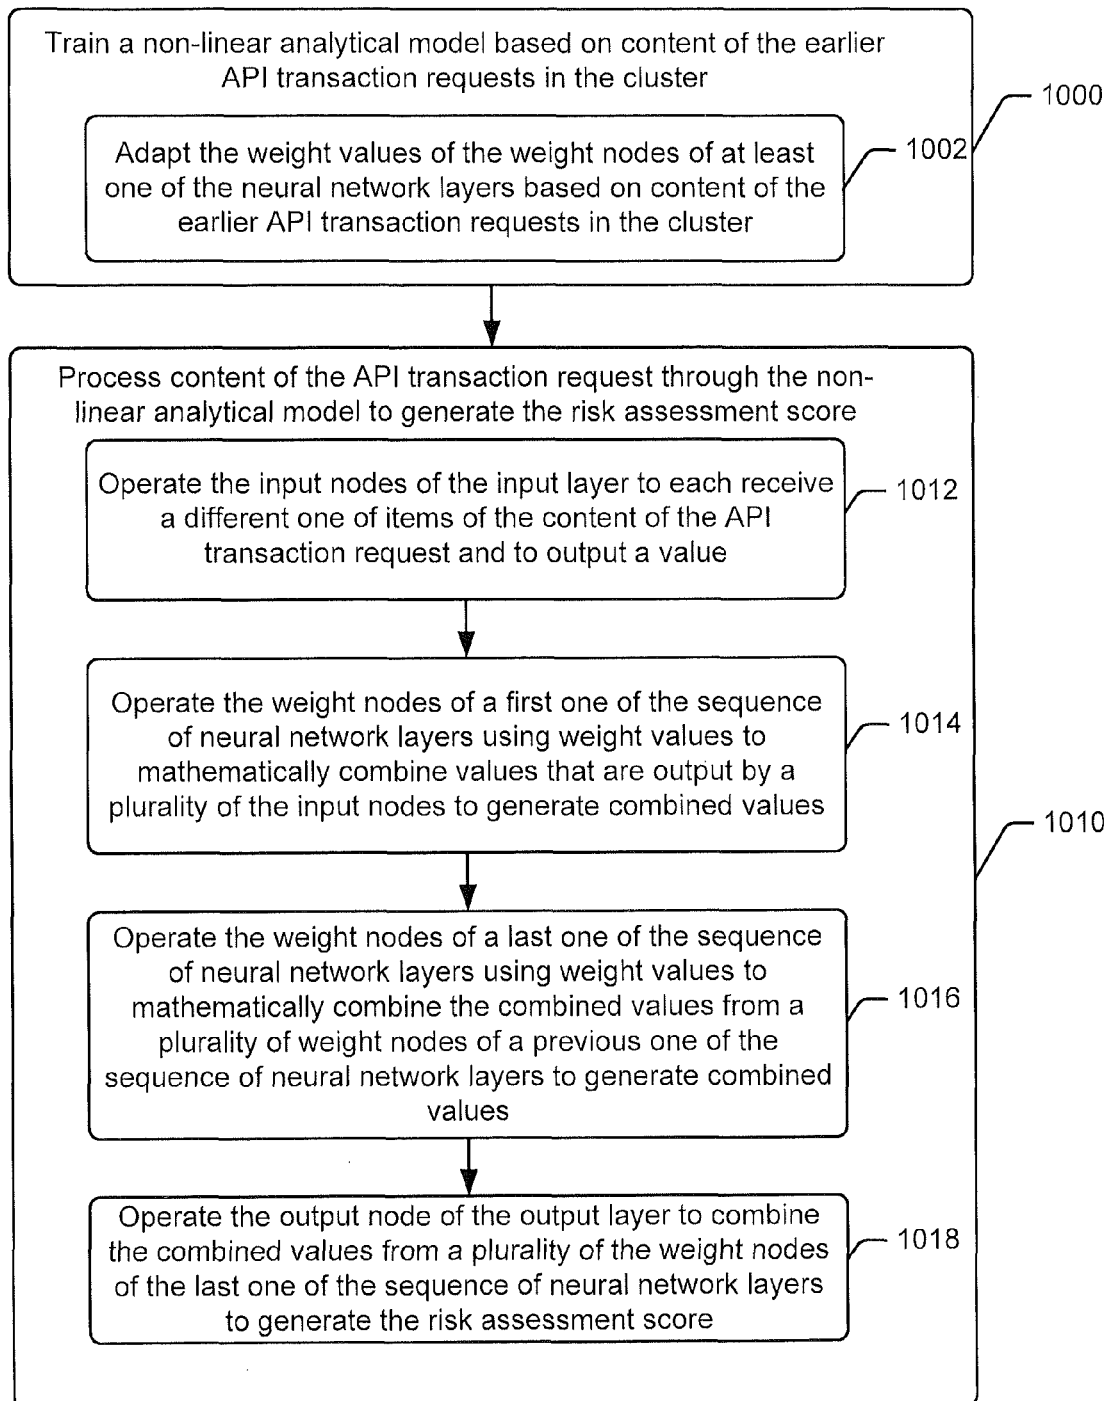 Train a non-linear analytical model based on content of the earlier
API transaction requests in the cluster
1000
Adapt the weight values of the weight nodes of at least
one of the neural network layers based on content of the
earlier API transaction requests in the cluster
1002
Process content of the API transaction request through the non-
linear analytical model to generate the risk assessment score
Operate the input nodes of the input layer to each receive
a different one of items of the content of the API
transaction request and to output a value
1012
Operate the weight nodes of a first one of the sequence
of neural network layers using weight values to
mathematically combine values that are output by a
plurality of the input nodes to generate combined values
1014
1010
Operate the weight nodes of a last one of the sequence
of neural network layers using weight values to
mathematically combine the combined values from a
plurality of weight nodes of a previous one of the
sequence of neural network layers to generate combined
values
1016
Operate the output node of the output layer to combine
the combined values from a plurality of the weight nodes
of the last one of the sequence of neural network layers
to generate the risk assessment score
1018